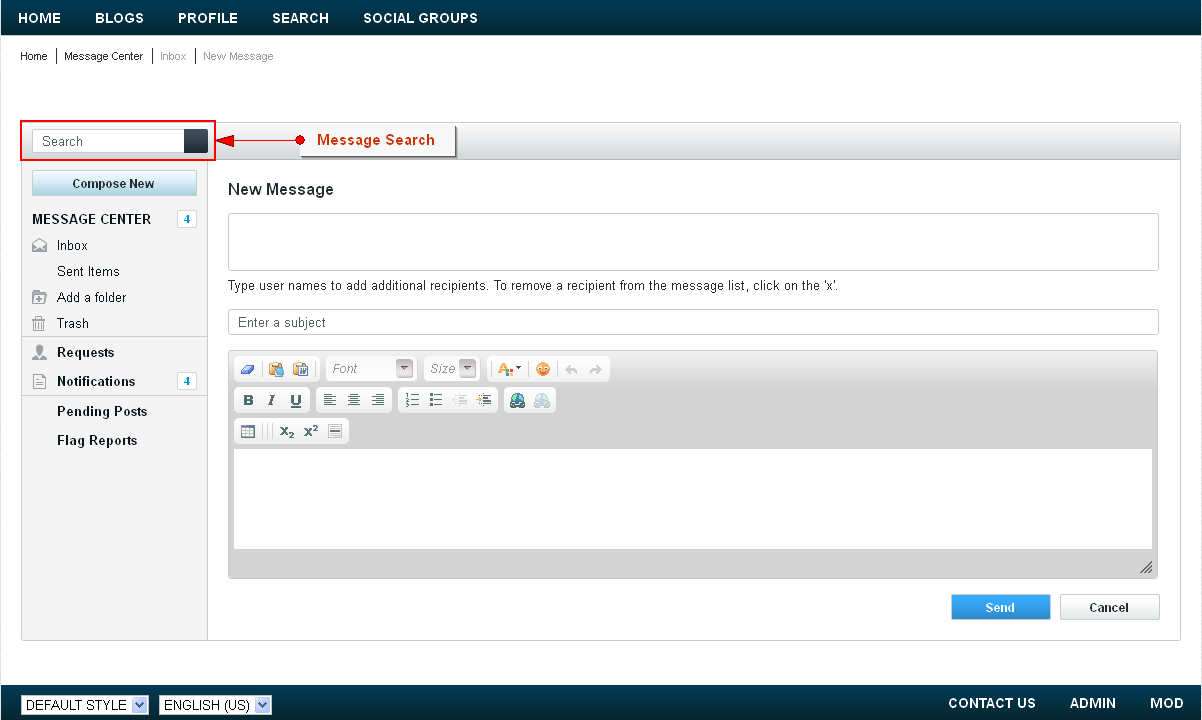 HOME BLOGS PROFILE SEARCH SOCIAL GROUPS
Home Message Center Inbox New Message
Search
Message Search
Compose New
MESSAGE CENTER 4
Inbox
Sent Items
Add a folder
Trash
Requests
Notifications 4
Pending Posts
Flag Reports
New Message
Type user names to add additional recipients. To remove a recipient from the message list, click on the 'x'.
Enter a subject
Font Size A
B I U
X2 X2
Send Cancel
DEFAULT STYLE ENGLISH (US) CONTACT US ADMIN MOD